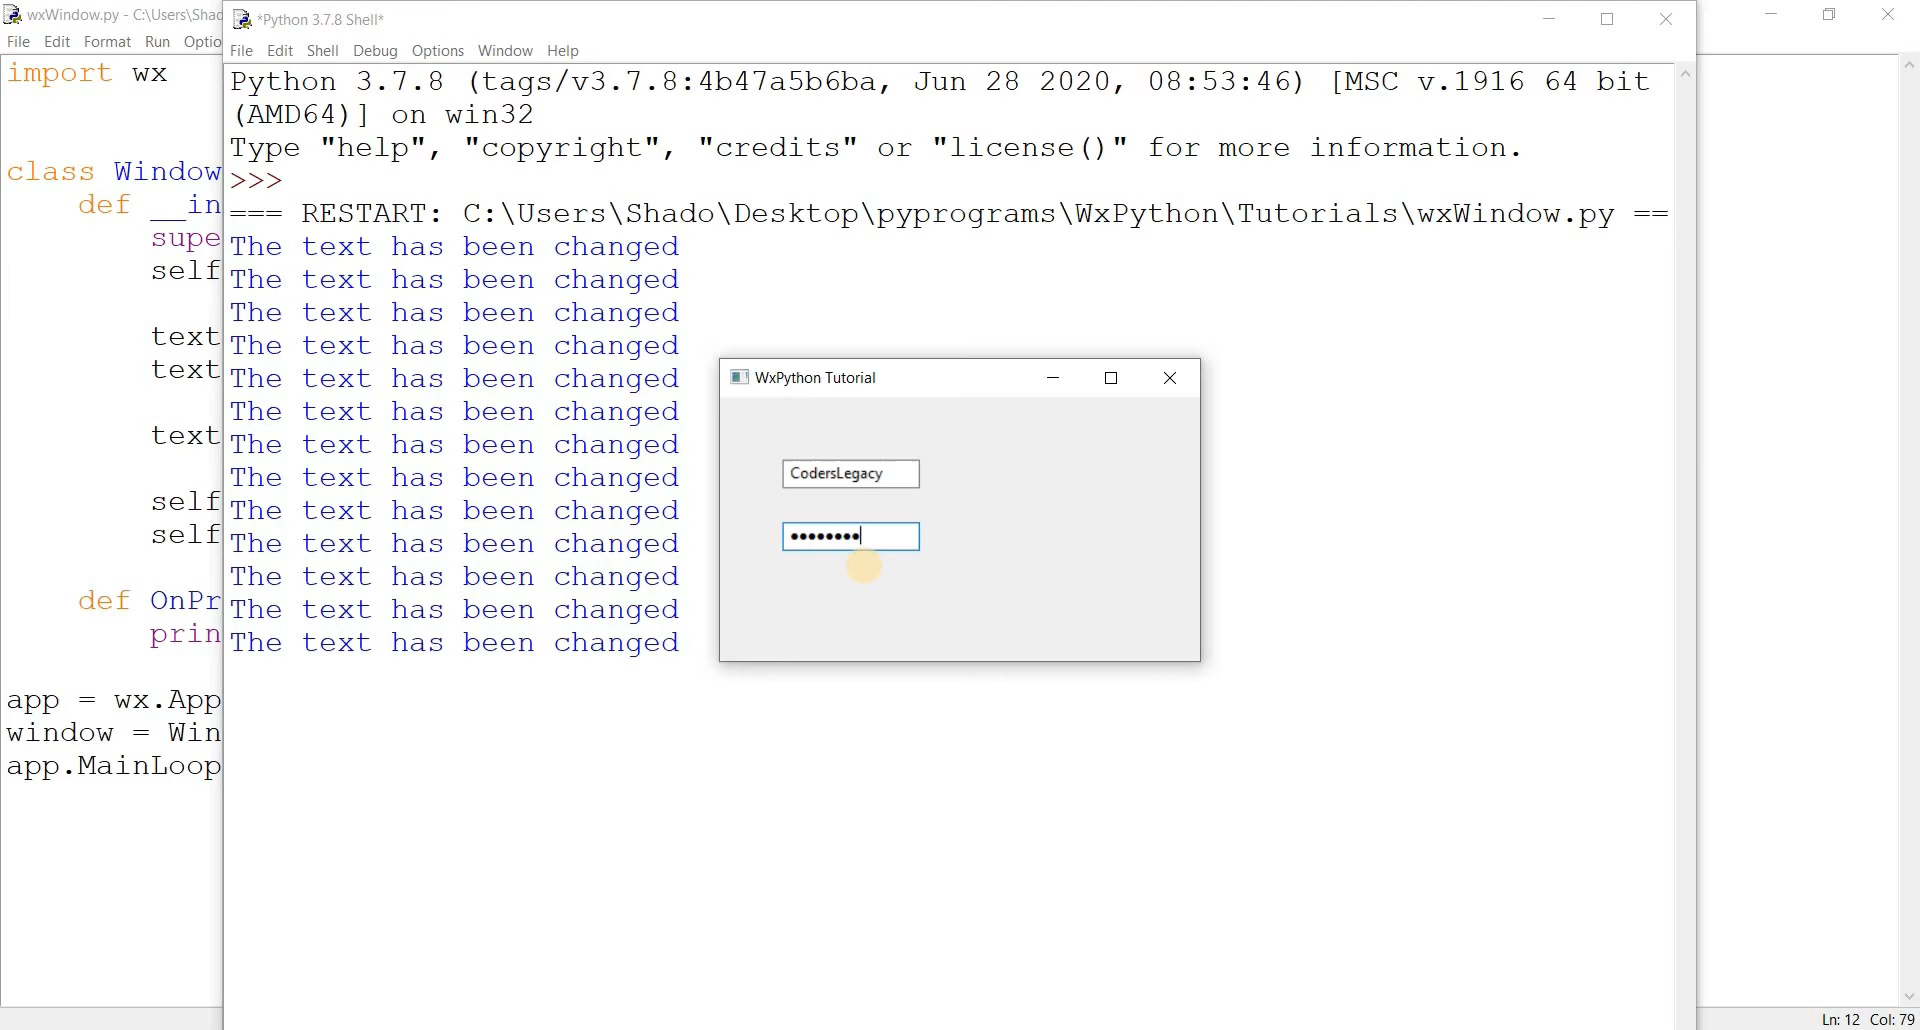 wxWindow.py - C:\Users\Shad
File Edit Format Run Optio
import wx
class Window
def __in
supe
self
text
text
text
self
self
def OnPr
prin
app = wx.App
window = Win
app.MainLoop
*Python 3.7.8 Shell*
File Edit Shell Debug Options Window Help
Python 3.7.8 (tags/v3.7.8:4b47a5b6ba, Jun 28 2020, 08:53:46) [MSC v.1916 64 bit
(AMD64)] on win32
Type "help", "copyright", "credits" or "license()" for more information.
>>>
=== RESTART: C:\Users\Shado\Desktop\pyprograms\WxPython\Tutorials\wxWindow.py ==
The text has been changed
The text has been changed
The text has been changed
The text has been changed
The text has been changed
The text has been changed
The text has been changed
The text has been changed
The text has been changed
The text has been changed
The text has been changed
The text has been changed
The text has been changed
WxPython Tutorial
CodersLegacy
••••••••
Ln: 12 Col: 79